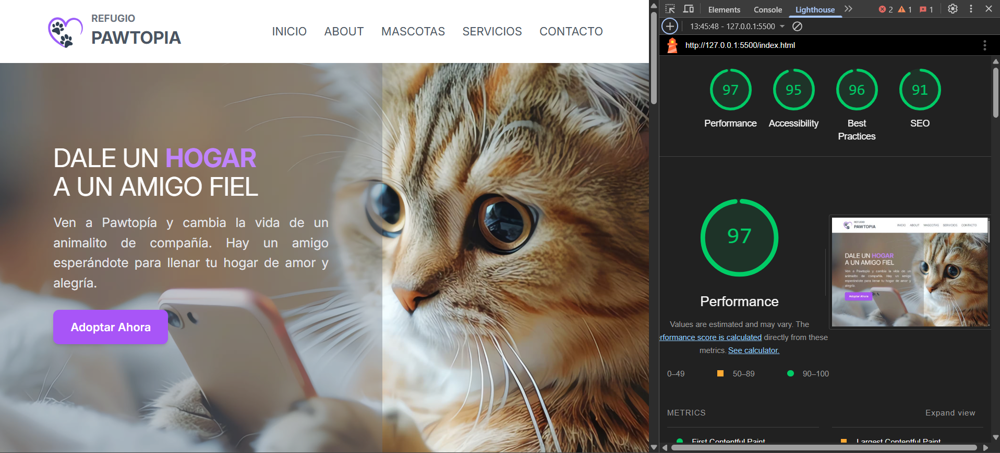 REFUGIO
PAWTOPIA
INICIO ABOUT MASCOTAS SERVICIOS CONTACTO
DALE UN HOGAR
A UN AMIGO FIEL
Ven a Pawtopía y cambia la vida de un
animalito de compañía. Hay un amigo
esperándote para llenar tu hogar de amor y
alegría.
Adoptar Ahora
Elements Console Lighthouse 2 1 1
13:45:48 - 127.0.0.1:5500
http://127.0.0.1:5500/index.html
97 95 96 91
Performance Accessibility Best Practices SEO
97
Performance
Values are estimated and may vary. The
erformance score is calculated directly from these
metrics. See calculator.
0–49 50–89 90–100
REFUGIO
PAWTOPIA
INICIO ABOUT MASCOTAS SERVICIOS CONTACTO
DALE UN HOGAR
A UN AMIGO FIEL
Ven a Pawtopía y cambia la vida de un
animalito de compañía. Hay un amigo
esperándote para llenar tu hogar de amor y
alegría.
Adoptar Ahora
METRICS Expand view
First Contentful Paint Largest Contentful Paint